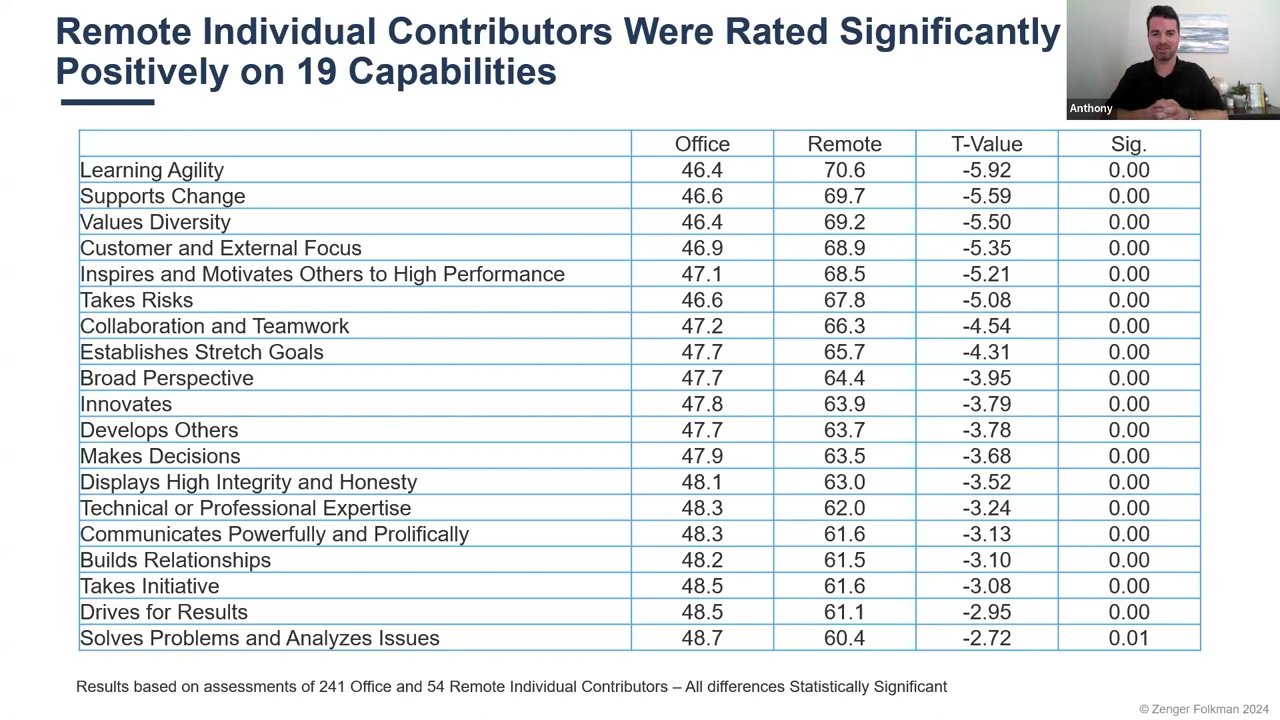 Remote Individual Contributors Were Rated Significantly
Positively on 19 Capabilities
Anthony
Office Remote T-Value Sig.
Learning Agility 46.4 70.6 -5.92 0.00
Supports Change 46.6 69.7 -5.59 0.00
Values Diversity 46.4 69.2 -5.50 0.00
Customer and External Focus 46.9 68.9 -5.35 0.00
Inspires and Motivates Others to High Performance 47.1 68.5 -5.21 0.00
Takes Risks 46.6 67.8 -5.08 0.00
Collaboration and Teamwork 47.2 66.3 -4.54 0.00
Establishes Stretch Goals 47.7 65.7 -4.31 0.00
Broad Perspective 47.7 64.4 -3.95 0.00
Innovates 47.8 63.9 -3.79 0.00
Develops Others 47.7 63.7 -3.78 0.00
Makes Decisions 47.9 63.5 -3.68 0.00
Displays High Integrity and Honesty 48.1 63.0 -3.52 0.00
Technical or Professional Expertise 48.3 62.0 -3.24 0.00
Communicates Powerfully and Prolifically 48.3 61.6 -3.13 0.00
Builds Relationships 48.2 61.5 -3.10 0.00
Takes Initiative 48.5 61.6 -3.08 0.00
Drives for Results 48.5 61.1 -2.95 0.00
Solves Problems and Analyzes Issues 48.7 60.4 -2.72 0.01
Results based on assessments of 241 Office and 54 Remote Individual Contributors – All differences Statistically Significant
© Zenger Folkman 2024